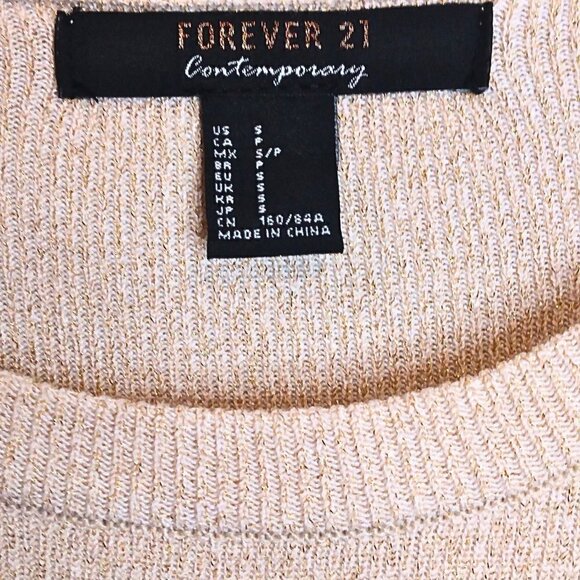 FOREVER 21
Contemporary
US S
CA P
MX S/P
BR P
EU S
UK S
KR S
JP S
CN 160/84A
MADE IN CHINA